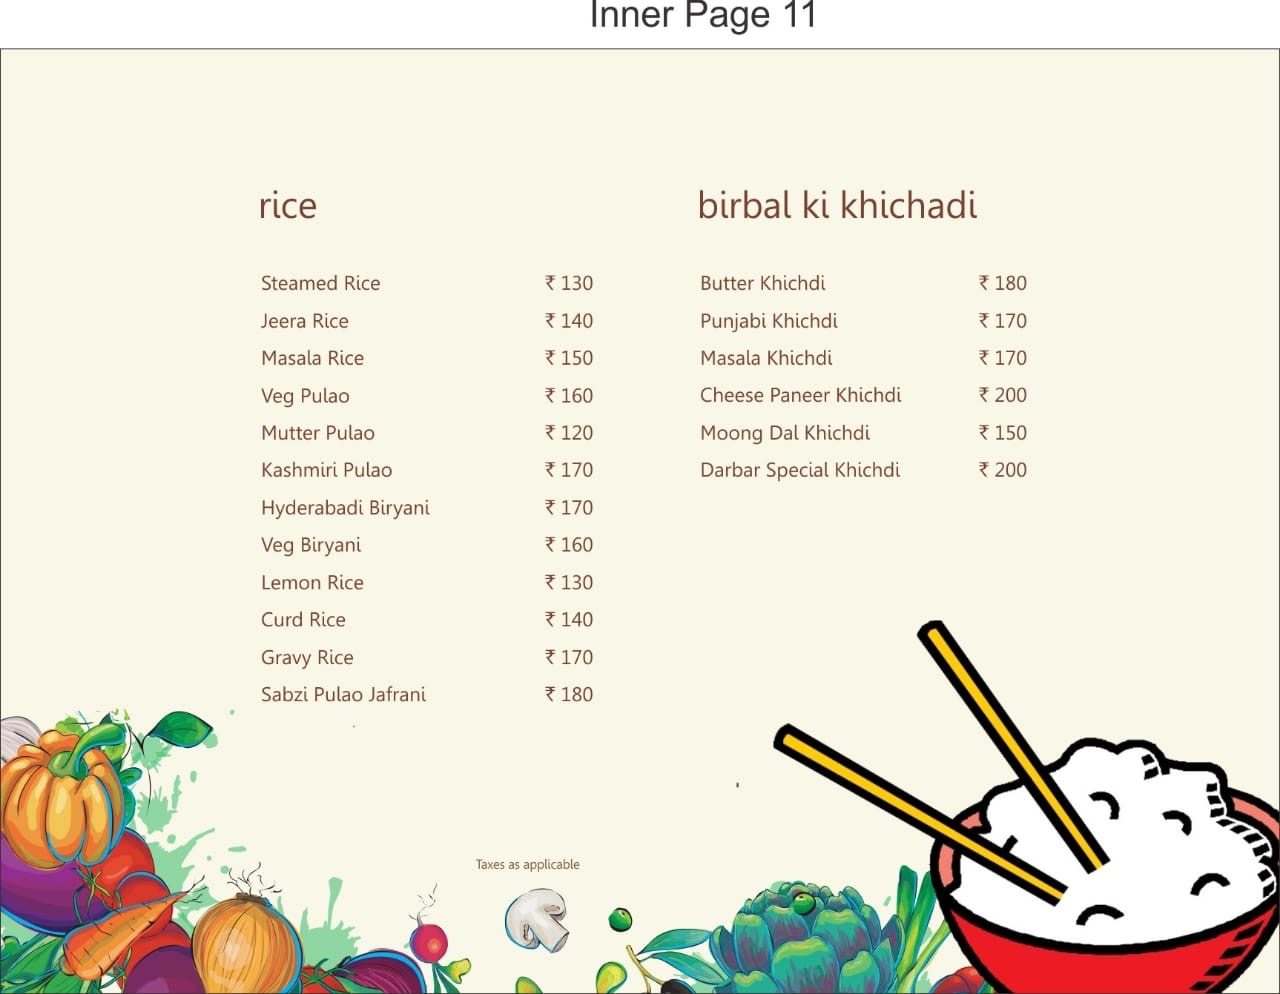 Inner Page 11
rice
Steamed Rice ₹ 130
Jeera Rice ₹ 140
Masala Rice ₹ 150
Veg Pulao ₹ 160
Mutter Pulao ₹ 120
Kashmiri Pulao ₹ 170
Hyderabadi Biryani ₹ 170
Veg Biryani ₹ 160
Lemon Rice ₹ 130
Curd Rice ₹ 140
Gravy Rice ₹ 170
Sabzi Pulao Jafrani ₹ 180
birbal ki khichadi
Butter Khichdi ₹ 180
Punjabi Khichdi ₹ 170
Masala Khichdi ₹ 170
Cheese Paneer Khichdi ₹ 200
Moong Dal Khichdi ₹ 150
Darbar Special Khichdi ₹ 200
Taxes as applicable